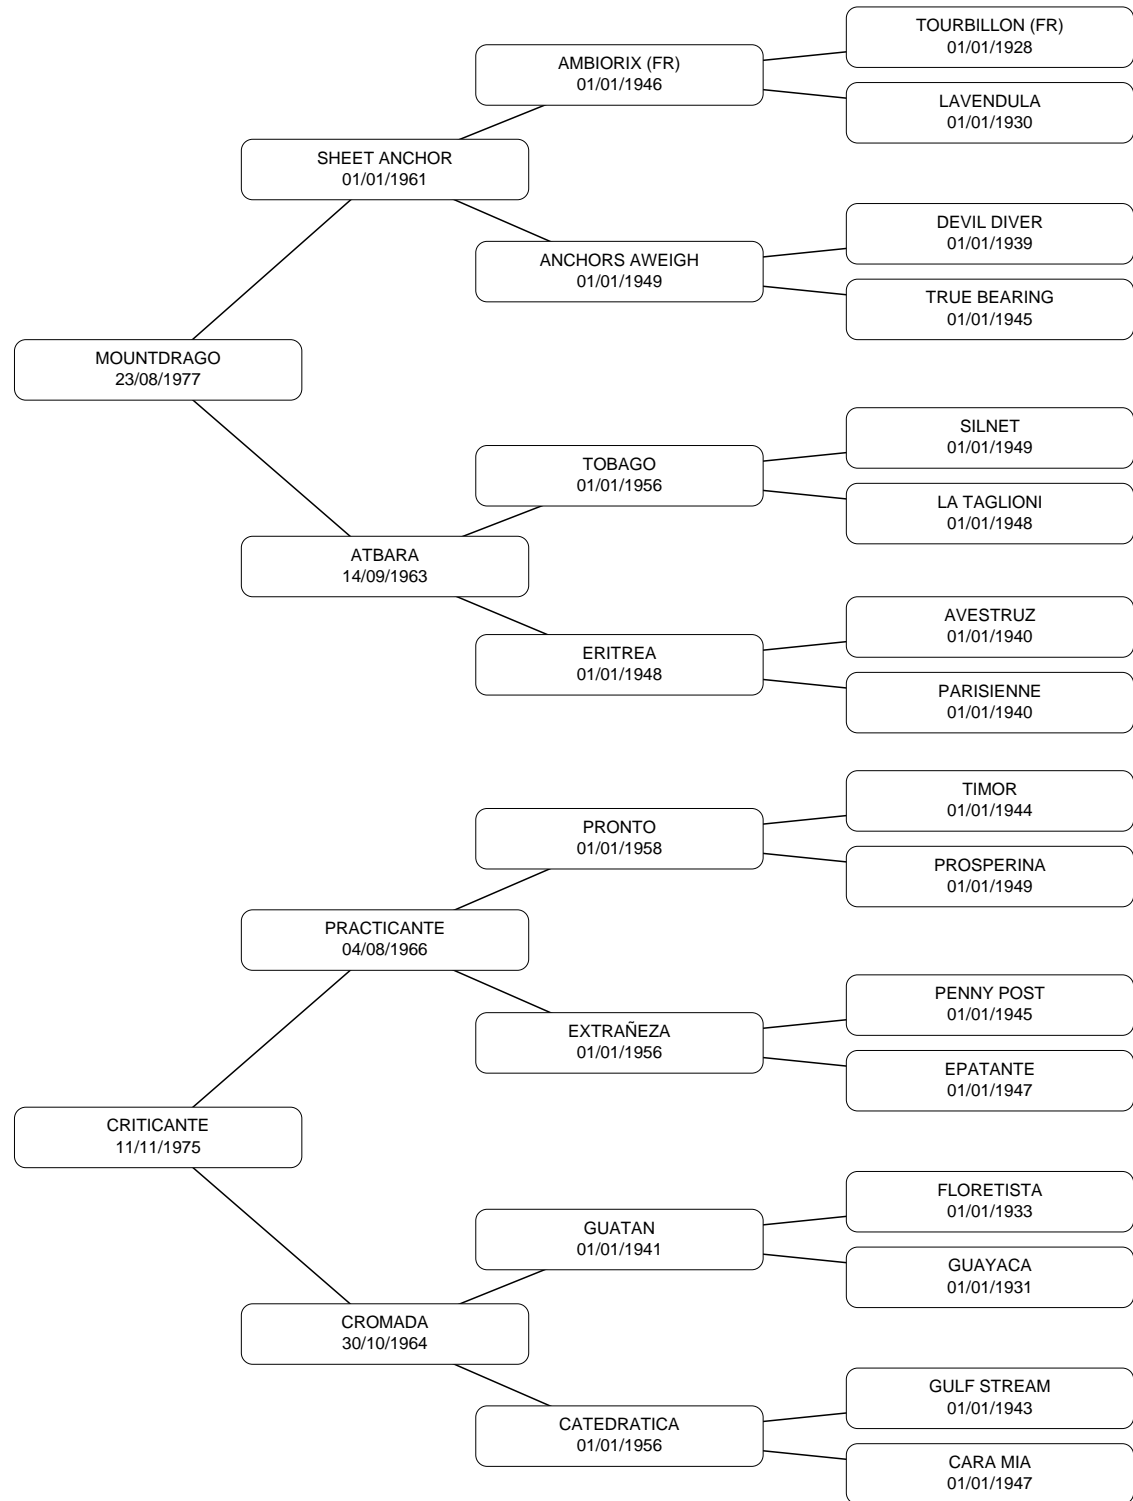 TOURBILLON (FR)
01/01/1928
AMBIORIX (FR)
01/01/1946
LAVENDULA
01/01/1930
SHEET ANCHOR
01/01/1961
DEVIL DIVER
01/01/1939
ANCHORS AWEIGH
01/01/1949
TRUE BEARING
01/01/1945
MOUNTDRAGO
23/08/1977
SILNET
01/01/1949
TOBAGO
01/01/1956
LA TAGLIONI
01/01/1948
ATBARA
14/09/1963
AVESTRUZ
01/01/1940
ERITREA
01/01/1948
PARISIENNE
01/01/1940
TIMOR
01/01/1944
PRONTO
01/01/1958
PROSPERINA
01/01/1949
PRACTICANTE
04/08/1966
PENNY POST
01/01/1945
EXTRAÑEZA
01/01/1956
EPATANTE
01/01/1947
CRITICANTE
11/11/1975
FLORETISTA
01/01/1933
GUATAN
01/01/1941
GUAYACA
01/01/1931
CROMADA
30/10/1964
GULF STREAM
01/01/1943
CATEDRATICA
01/01/1956
CARA MIA
01/01/1947